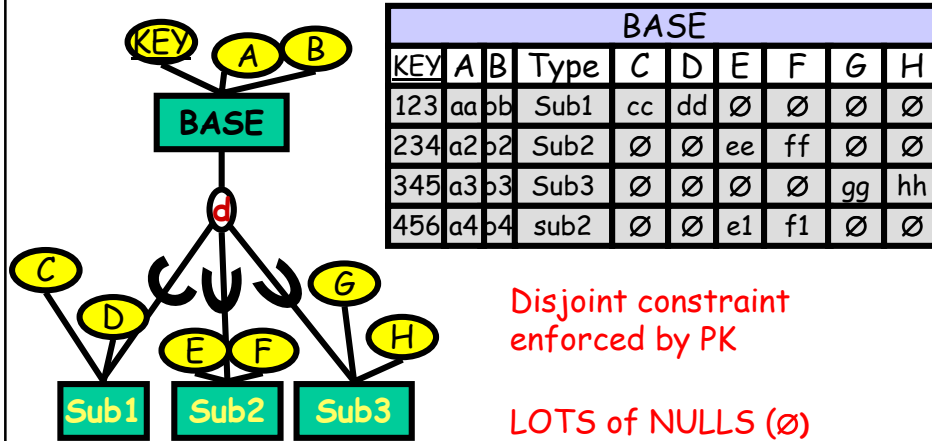 KEY
A
B
BASE
d
C
D
E
F
G
H
Sub1
Sub2
Sub3
BASE
KEY A B Type C D E F G H
123 aa bb Sub1 cc dd Ø Ø Ø Ø
234 a2 b2 Sub2 Ø Ø ee ff Ø Ø
345 a3 b3 Sub3 Ø Ø Ø Ø gg hh
456 a4 b4 sub2 Ø Ø e1 f1 Ø Ø
Disjoint constraint
enforced by PK
LOTS of NULLS (Ø)